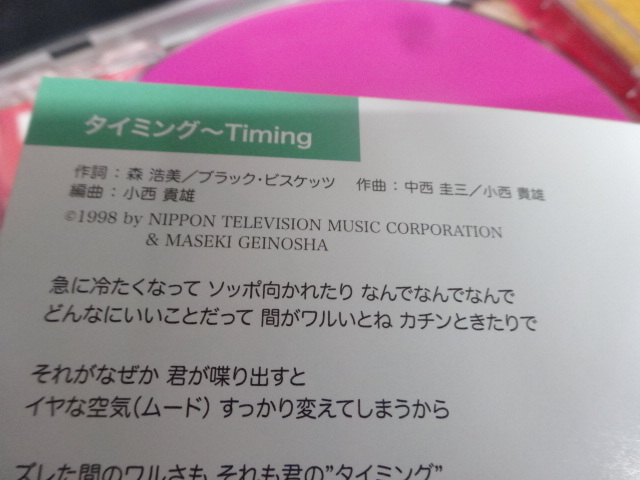 タイミング～Timing
作詞：森 浩美／ブラック・ビスケッツ 作曲：中西 圭三／小西 貴雄
編曲：小西 貴雄
©1998 by NIPPON TELEVISION MUSIC CORPORATION
& MASEKI GEINOSHA
急に冷たくなって ソッポ向かれたり なんでなんでなんで
どんなにいいことだって 間がワルいとね カチンときたりで
それがなぜか 君が喋り出すと
イヤな空気（ムード） すっかり変えてしまうから
ズレた間のワルさも それも君の"タイミング"